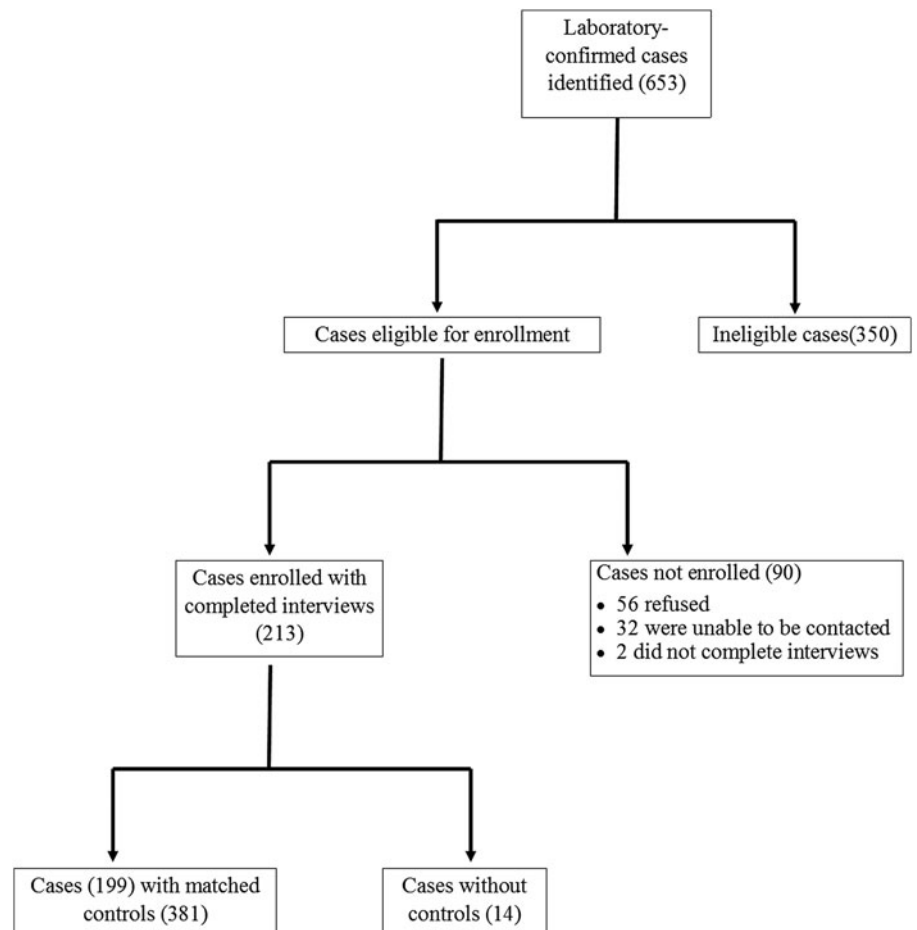 Laboratory-
confirmed cases
identified (653)
Cases eligible for enrollment
Ineligible cases(350)
Cases enrolled with
completed interviews
(213)
Cases not enrolled (90)
• 56 refused
• 32 were unable to be contacted
• 2 did not complete interviews
Cases (199) with matched
controls (381)
Cases without
controls (14)